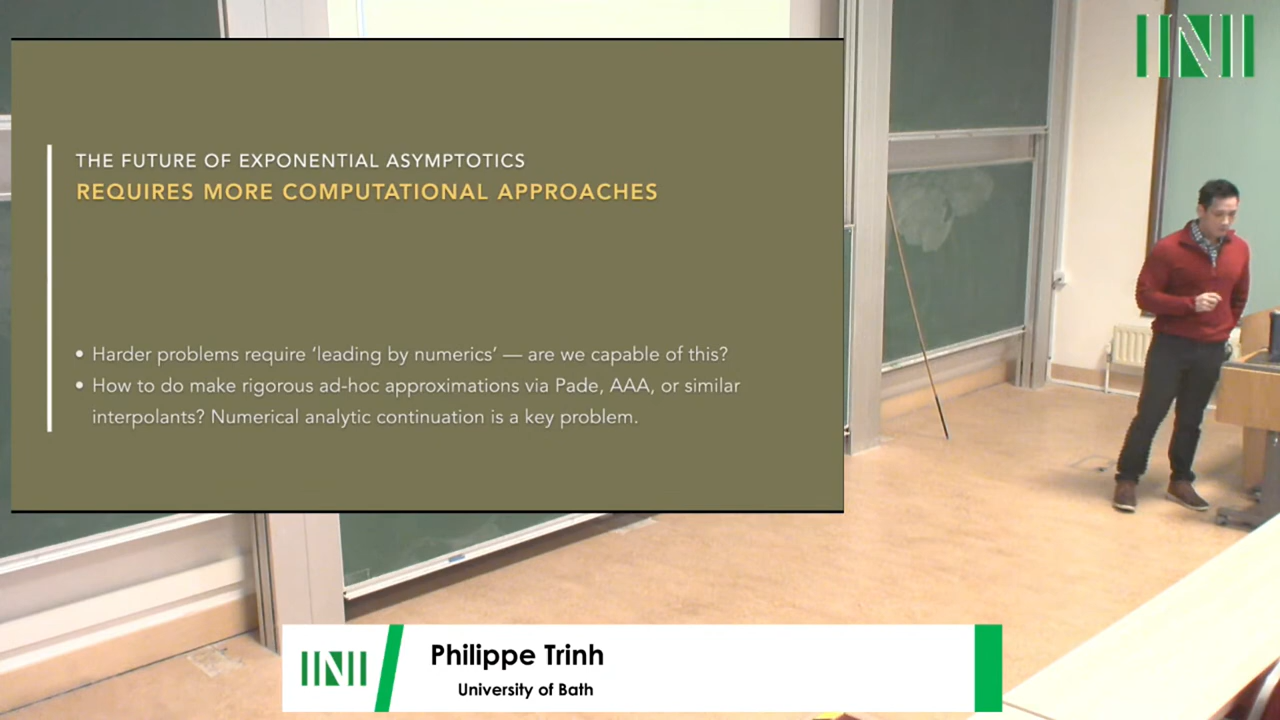 THE FUTURE OF EXPONENTIAL ASYMPTOTICS
REQUIRES MORE COMPUTATIONAL APPROACHES
• Harder problems require ‘leading by numerics’ — are we capable of this?
• How to do make rigorous ad-hoc approximations via Pade, AAA, or similar
interpolants? Numerical analytic continuation is a key problem.
INI
INI
Philippe Trinh
University of Bath